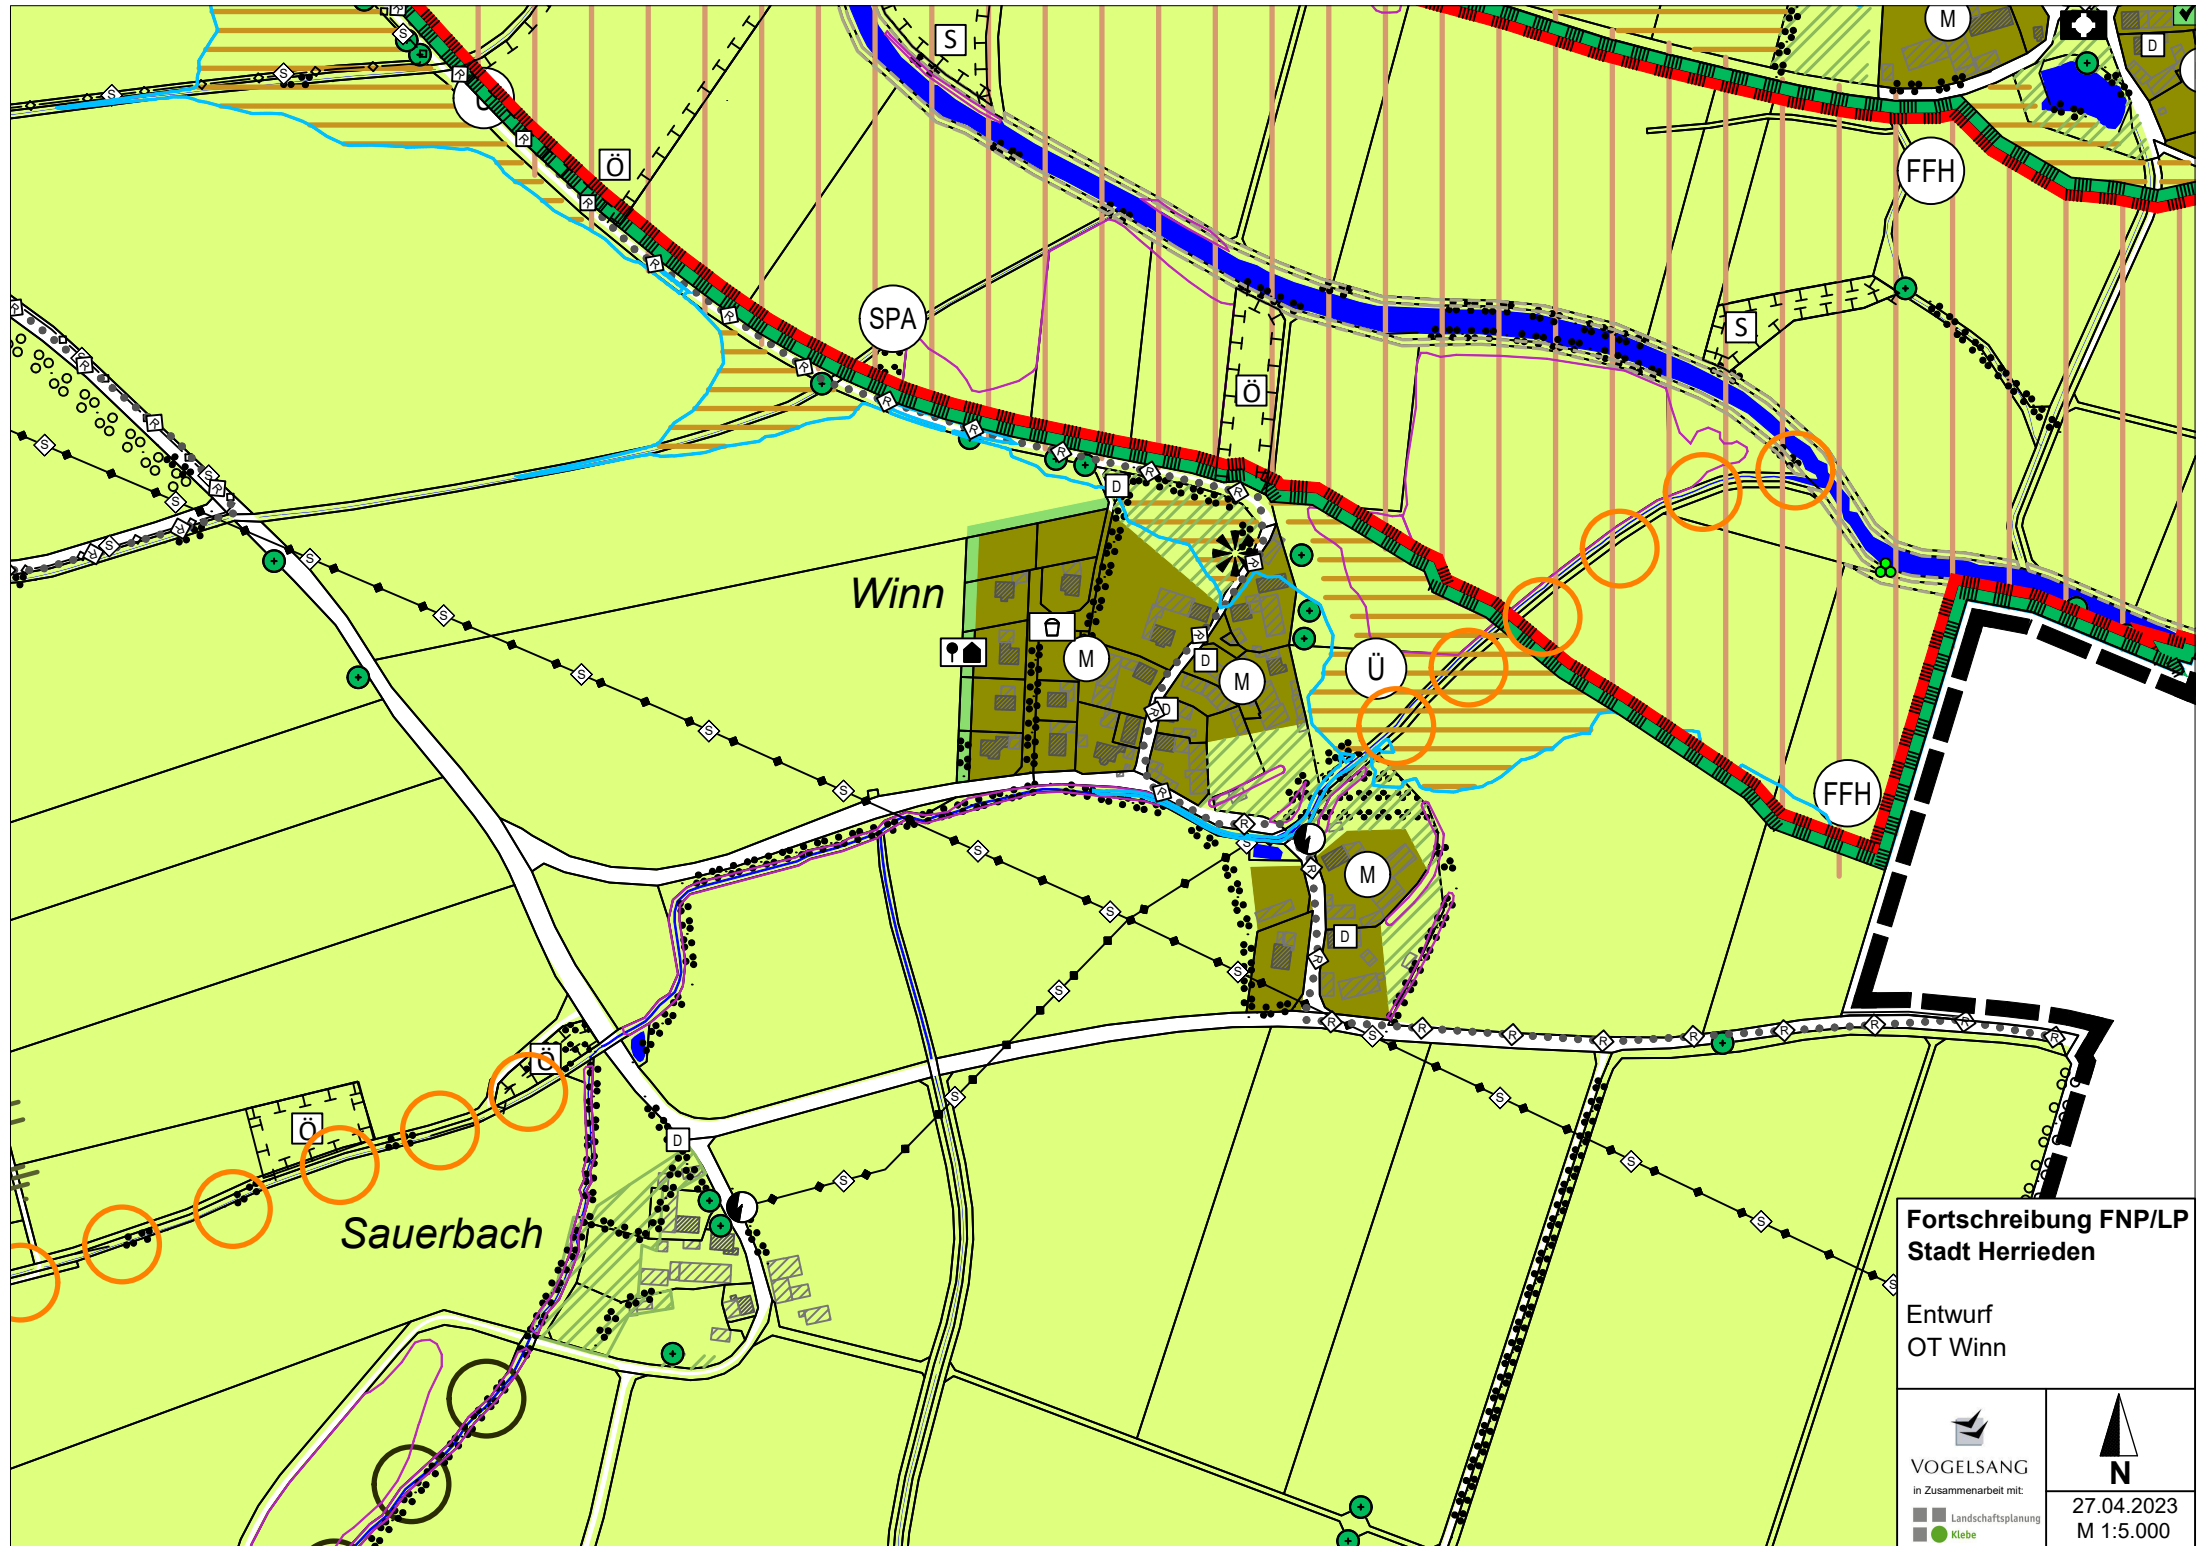 S
M
D
Ü
Ö
FFH
SPA
S
Ö
D
Winn
M
D
M
Ü
D
FFH
M
D
Ö
Ö
D
Sauerbach
Fortschreibung FNP/LP
Stadt Herrieden
Entwurf
OT Winn
VOGELSANG
in Zusammenarbeit mit:
Landschaftsplanung
Klebe
N
27.04.2023
M 1:5.000